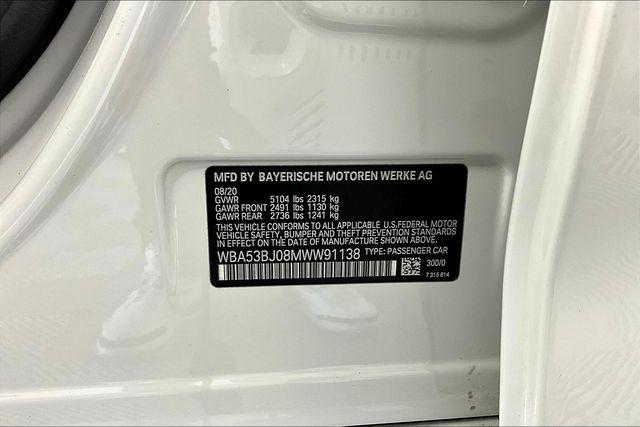 MFD BY BAYERISCHE MOTOREN WERKE AG
08/20
GVWR 5104 lbs 2315 kg
GAWR FRONT 2491 lbs 1130 kg
GAWR REAR 2736 lbs 1241 kg
THIS VEHICLE CONFORMS TO ALL APPLICABLE U.S.FEDERAL MOTOR
VEHICLE SAFETY, BUMPER AND THEFT PREVENTION STANDARDS
IN EFFECT ON THE DATE OF MANUFACTURE SHOWN ABOVE.
WBA53BJ08MWW91138 TYPE: PASSENGER CAR
300/0
7 315 814